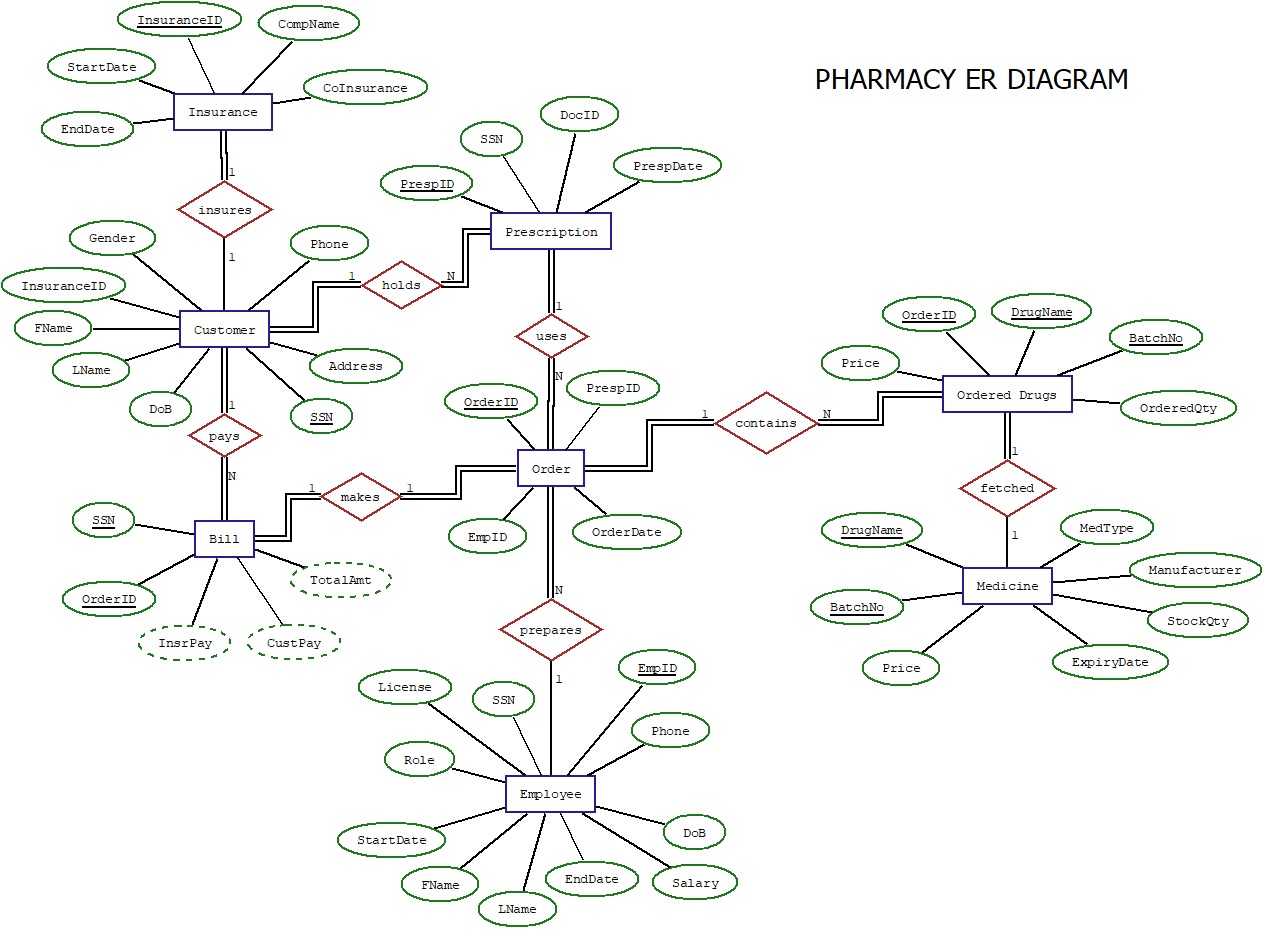 PHARMACY ER DIAGRAM
InsuranceID
CompName
StartDate
CoInsurance
EndDate
Insurance
1
insures
1
Gender
Phone
InsuranceID
FName
LName
DoB
SSN
Address
Customer
1
holds
N
PrespID
SSN
DocID
PrespDate
Prescription
1
uses
N
1
pays
N
OrderID
PrespID
Order
EmpID
OrderDate
1
makes
1
SSN
Bill
OrderID
TotalAmt
InsrPay
CustPay
1
contains
N
OrderID
DrugName
BatchNo
Price
Ordered Drugs
OrderedQty
1
fetched
1
DrugName
MedType
Manufacturer
Medicine
BatchNo
StockQty
Price
ExpiryDate
N
prepares
1
License
SSN
EmpID
Phone
Role
Employee
StartDate
DoB
FName
LName
EndDate
Salary